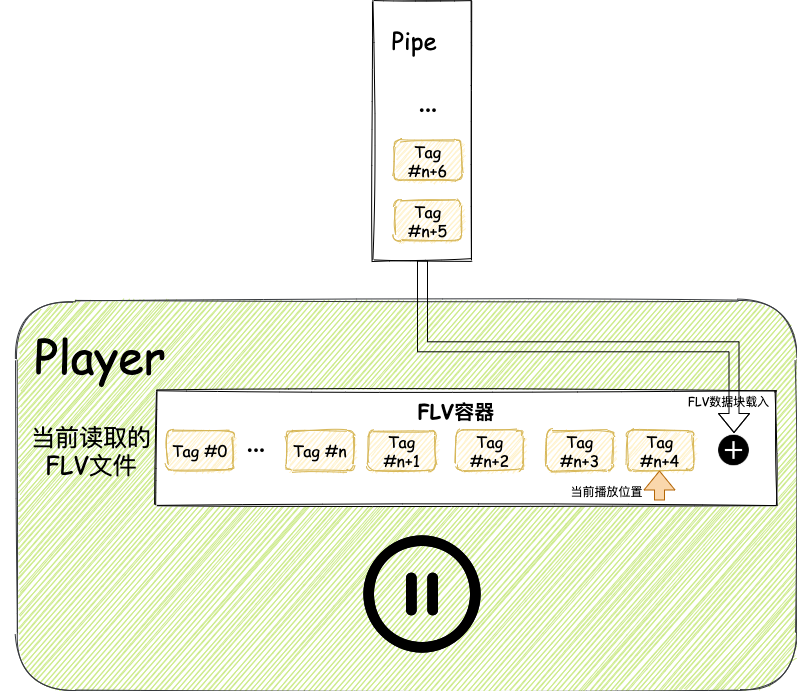 Pipe
...
Tag
#n+6
Tag
#n+5
Player
FLV数据块载入
FLV容器
当前读取的
FLV文件
Tag #0
...
Tag #n
Tag
#n+1
Tag
#n+2
Tag
#n+3
Tag
#n+4
当前播放位置